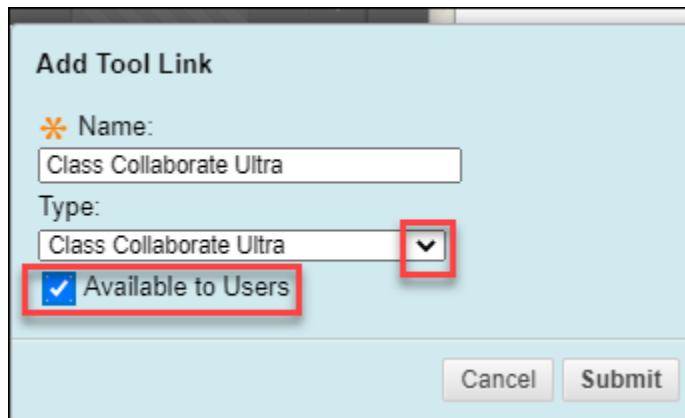 Add Tool Link
Name:
Class Collaborate Ultra
Type:
Class Collaborate Ultra
Available to Users
Cancel Submit